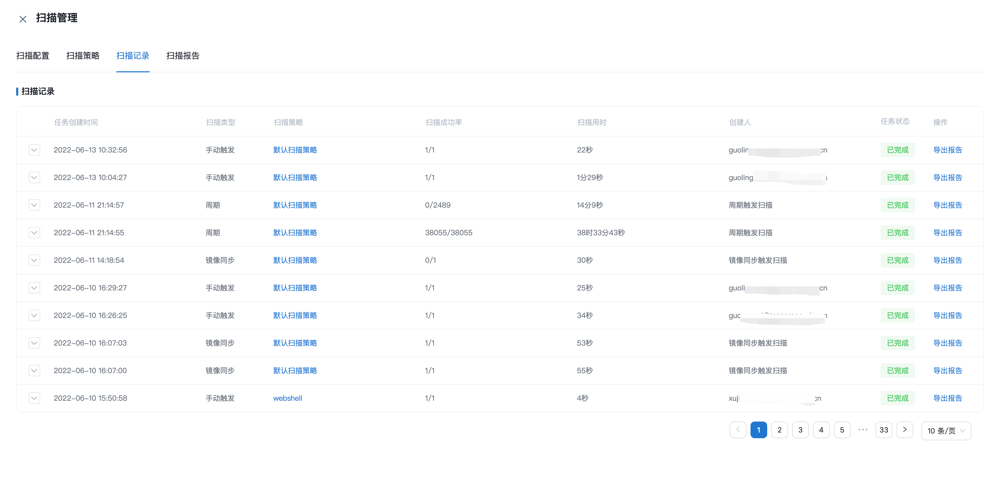 扫描管理
扫描配置 扫描策略 扫描记录 扫描报告
扫描记录
任务创建时间 扫描类型 扫描策略 扫描成功率 扫描用时 创建人 任务状态 操作
2022-06-13 10:32:56 手动触发 默认扫描策略 1/1 22秒 guolin cn 已完成 导出报告
2022-06-13 10:04:27 手动触发 默认扫描策略 1/1 1分29秒 guoling 已完成 导出报告
2022-06-11 21:14:57 周期 默认扫描策略 0/2489 14分9秒 周期触发扫描 已完成 导出报告
2022-06-11 21:14:55 周期 默认扫描策略 38055/38055 38时33分43秒 周期触发扫描 已完成 导出报告
2022-06-11 14:18:54 镜像同步 默认扫描策略 0/1 30秒 镜像同步触发扫描 已完成 导出报告
2022-06-10 16:29:27 手动触发 默认扫描策略 1/1 25秒 guoli cn 已完成 导出报告
2022-06-10 16:26:25 手动触发 默认扫描策略 1/1 34秒 已完成 导出报告
2022-06-10 16:07:03 镜像同步 默认扫描策略 1/1 53秒 镜像同步触发扫描 已完成 导出报告
2022-06-10 16:07:00 镜像同步 默认扫描策略 1/1 55秒 镜像同步触发扫描 已完成 导出报告
2022-06-10 15:50:58 手动触发 webshell 1/1 4秒 xuji cn 已完成 导出报告
< 1 2 3 4 5 ••• 33 > 10 条/页